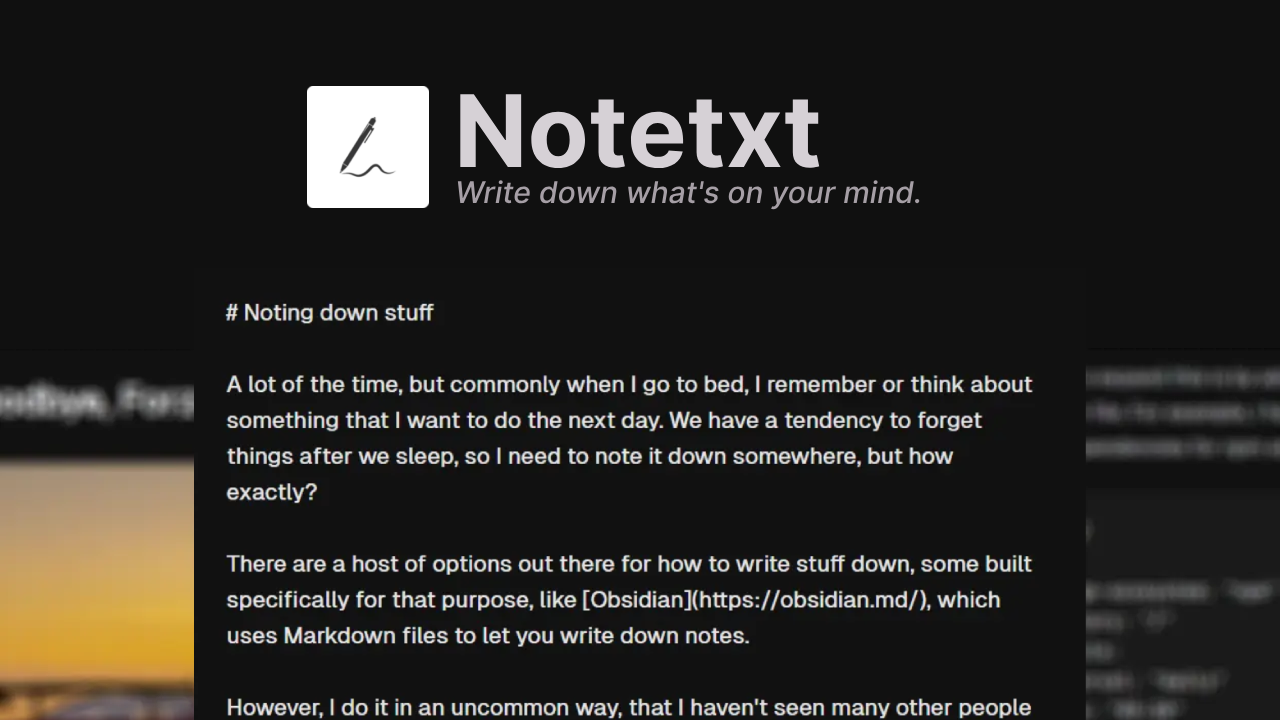 Notetxt
Write down what's on your mind.
# Noting down stuff
A lot of the time, but commonly when I go to bed, I remember or think about
something that I want to do the next day. We have a tendency to forget
things after we sleep, so I need to note it down somewhere, but how
exactly?
There are a host of options out there for how to write stuff down, some built
specifically for that purpose, like [Obsidian](https://obsidian.md/), which
uses Markdown files to let you write down notes.
However, I do it in an uncommon way, that I haven't seen many other people